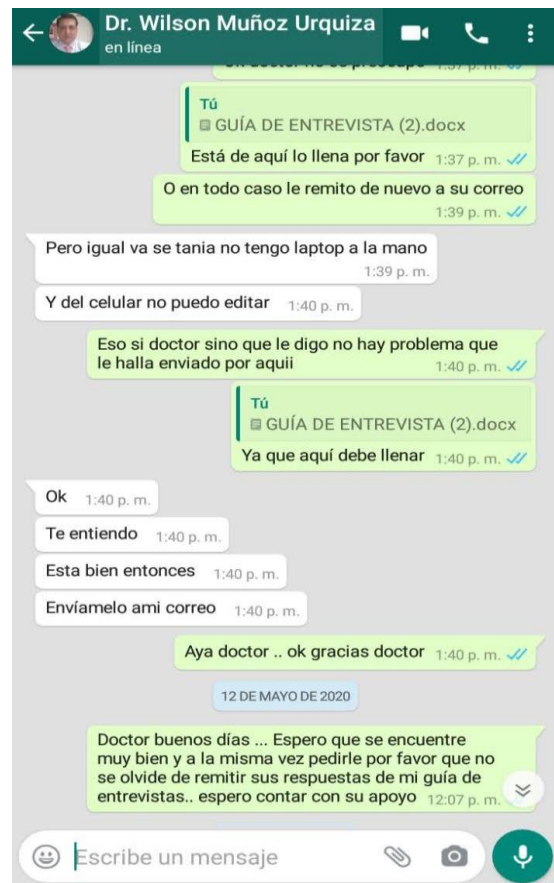 Dr. Wilson Muñoz Urquiza
en línea
1:37 p. m.
Tú
GUÍA DE ENTREVISTA (2).docx
Está de aquí lo llena por favor 1:37 p. m.
O en todo caso le remito de nuevo a su correo
1:39 p. m.
Pero igual va se tania no tengo laptop a la mano
1:39 p. m.
Y del celular no puedo editar 1:40 p. m.
Eso si doctor sino que le digo no hay problema que
le halla enviado por aquii 1:40 p. m.
Tú
GUÍA DE ENTREVISTA (2).docx
Ya que aquí debe llenar 1:40 p. m.
Ok 1:40 p. m.
Te entiendo 1:40 p. m.
Esta bien entonces 1:40 p. m.
Envíamelo ami correo 1:40 p. m.
Aya doctor .. ok gracias doctor 1:40 p. m.
12 DE MAYO DE 2020
Doctor buenos días ... Espero que se encuentre
muy bien y a la misma vez pedirle por favor que no
se olvide de remitir sus respuestas de mi guía de
entrevistas.. espero contar con su apoyo 12:07 p. m.
Escribe un mensaje